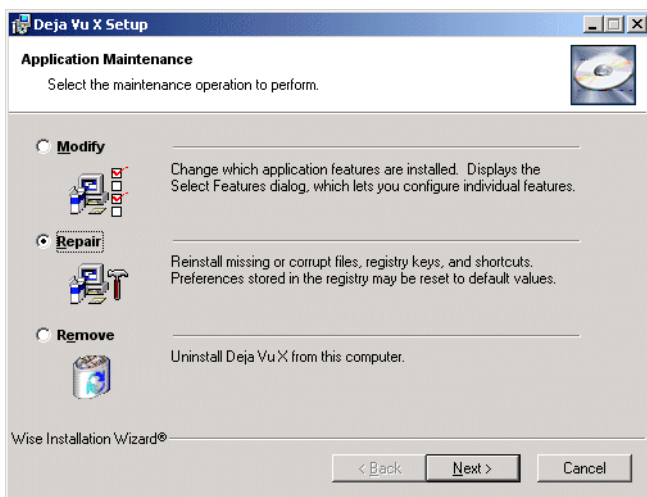 Deja Vu X Setup
Application Maintenance
Select the maintenance operation to perform.
Modify
Change which application features are installed. Displays the
Select Features dialog, which lets you configure individual features.
Repair
Reinstall missing or corrupt files, registry keys, and shortcuts.
Preferences stored in the registry may be reset to default values.
Remove
Uninstall Deja Vu X from this computer.
Wise Installation Wizard®
< Back Next > Cancel